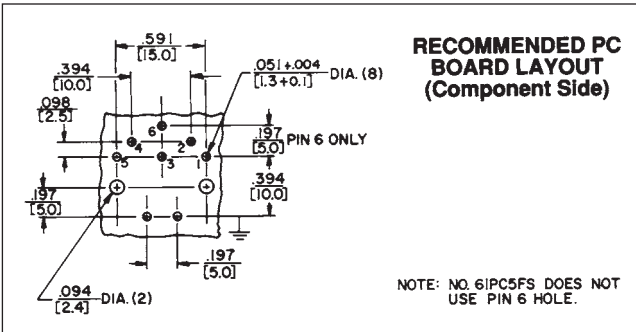 RECOMMENDED PC
BOARD LAYOUT
(Component Side)
.591
[15.0]
.394
[10.0]
.051+.004 DIA. (8)
[1.3+0.1]
.098
[2.5]
6
.197 PIN 6 ONLY
[5.0]
4
2
5
3
1
.394
[10.0]
.197
[5.0]
.197
[5.0]
.094 DIA. (2)
[2.4]
NOTE: NO. 61PC5FS DOES NOT
USE PIN 6 HOLE.